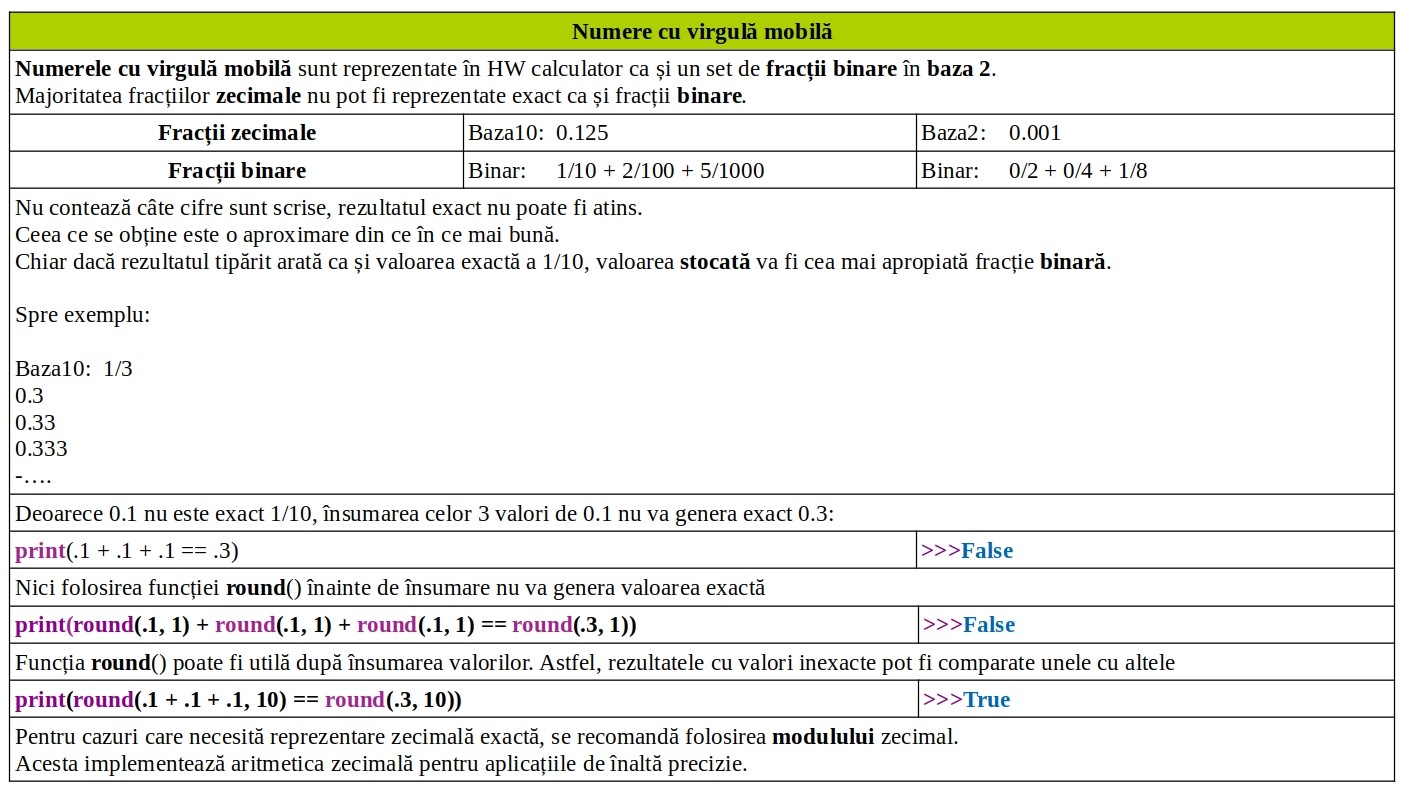 Numere cu virgulă mobilă
Numerele cu virgulă mobilă sunt reprezentate în HW calculator ca și un set de fracții binare în baza 2.
Majoritatea fracțiilor zecimale nu pot fi reprezentate exact ca și fracții binare.
Fracții zecimale Baza10: 0.125 Baza2: 0.001
Fracții binare Binar: 1/10 + 2/100 + 5/1000 Binar: 0/2 + 0/4 + 1/8
Nu contează câte cifre sunt scrise, rezultatul exact nu poate fi atins.
Ceea ce se obține este o aproximare din ce în ce mai bună.
Chiar dacă rezultatul tipărit arată ca și valoarea exactă a 1/10, valoarea stocată va fi cea mai apropiată fracție binară.
Spre exemplu:
Baza10: 1/3
0.3
0.33
0.333
-….
Deoarece 0.1 nu este exact 1/10, însumarea celor 3 valori de 0.1 nu va genera exact 0.3:
print(.1 + .1 + .1 == .3) >>>False
Nici folosirea funcției round() înainte de însumare nu va genera valoarea exactă
print(round(.1, 1) + round(.1, 1) + round(.1, 1) == round(.3, 1)) >>>False
Funcția round() poate fi utilă după însumarea valorilor. Astfel, rezultatele cu valori inexacte pot fi comparate unele cu altele
print(round(.1 + .1 + .1, 10) == round(.3, 10)) >>>True
Pentru cazuri care necesită reprezentare zecimală exactă, se recomandă folosirea modulului zecimal.
Acesta implementează aritmetica zecimală pentru aplicațiile de înaltă precizie.